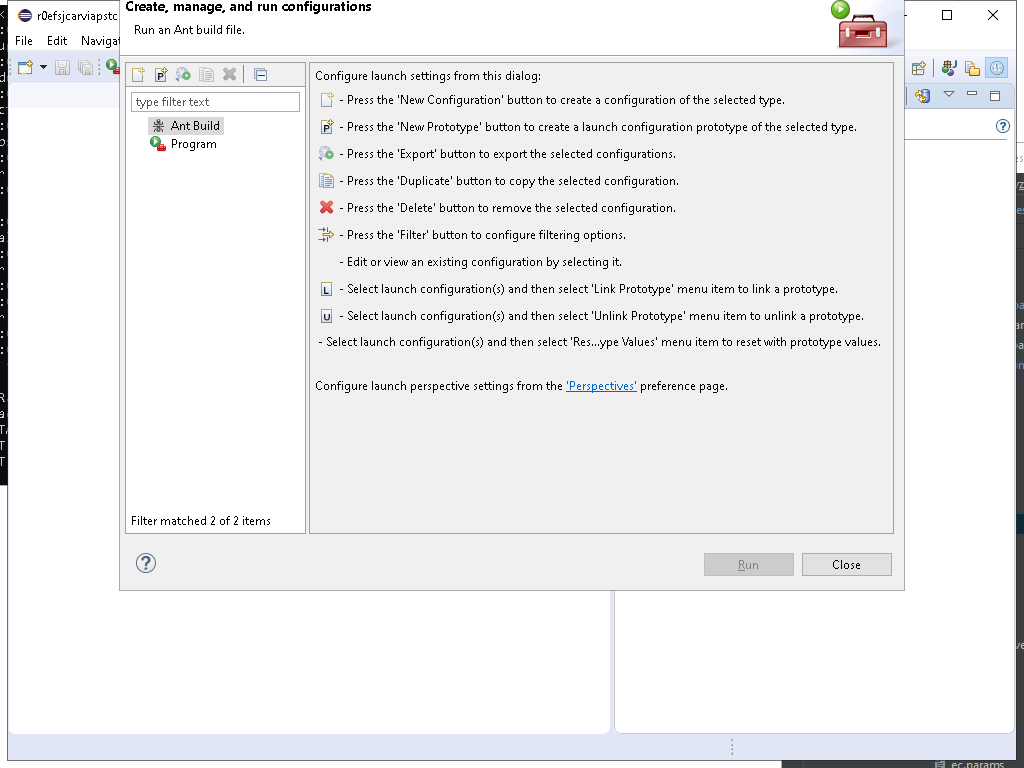 Create, manage, and run configurations
r0efsjcarviapstc
Run an Ant build file.
File Edit Navigat
Configure launch settings from this dialog:
type filter text
- Press the 'New Configuration' button to create a configuration of the selected type.
Ant Build
P - Press the 'New Prototype' button to create a launch configuration prototype of the selected type.
Program
- Press the 'Export' button to export the selected configurations.
- Press the 'Duplicate' button to copy the selected configuration.
- Press the 'Delete' button to remove the selected configuration.
- Press the 'Filter' button to configure filtering options.
- Edit or view an existing configuration by selecting it.
L - Select launch configuration(s) and then select 'Link Prototype' menu item to link a prototype.
U - Select launch configuration(s) and then select 'Unlink Prototype' menu item to unlink a prototype.
- Select launch configuration(s) and then select 'Res...ype Values' menu item to reset with prototype values.
Configure launch perspective settings from the 'Perspectives' preference page.
Filter matched 2 of 2 items
Run
Close
ec.params